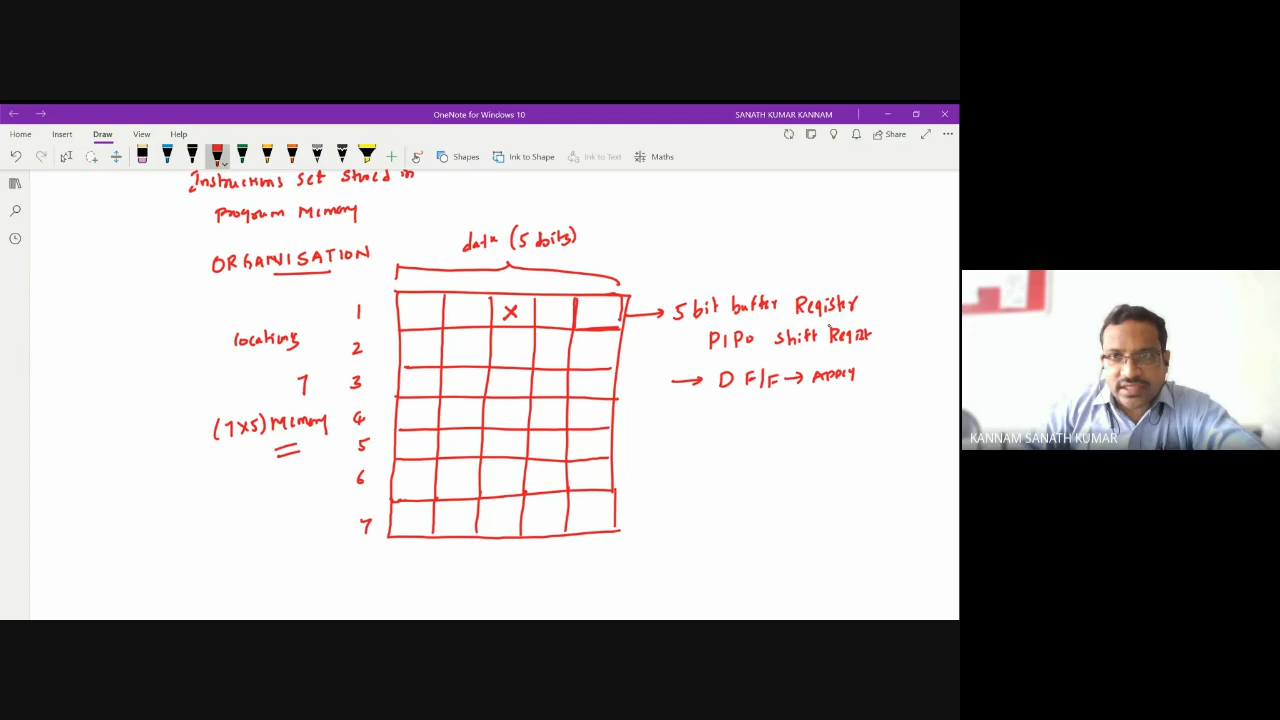 OneNote for Windows 10
SANATH KUMAR KANNAM
Home Insert Draw View Help
Share
Shapes Ink to Shape Ink to Text Maths
Instructions set stored in
program Memory
ORGANISATION
data (5 bits)
1
2
3
4
5
6
7
locations
7
(7x5) Memory
X
→ 5 bit buffer Register
PIPO shift Regist
→ D F/F → APPLY
KANNAM SANATH KUMAR